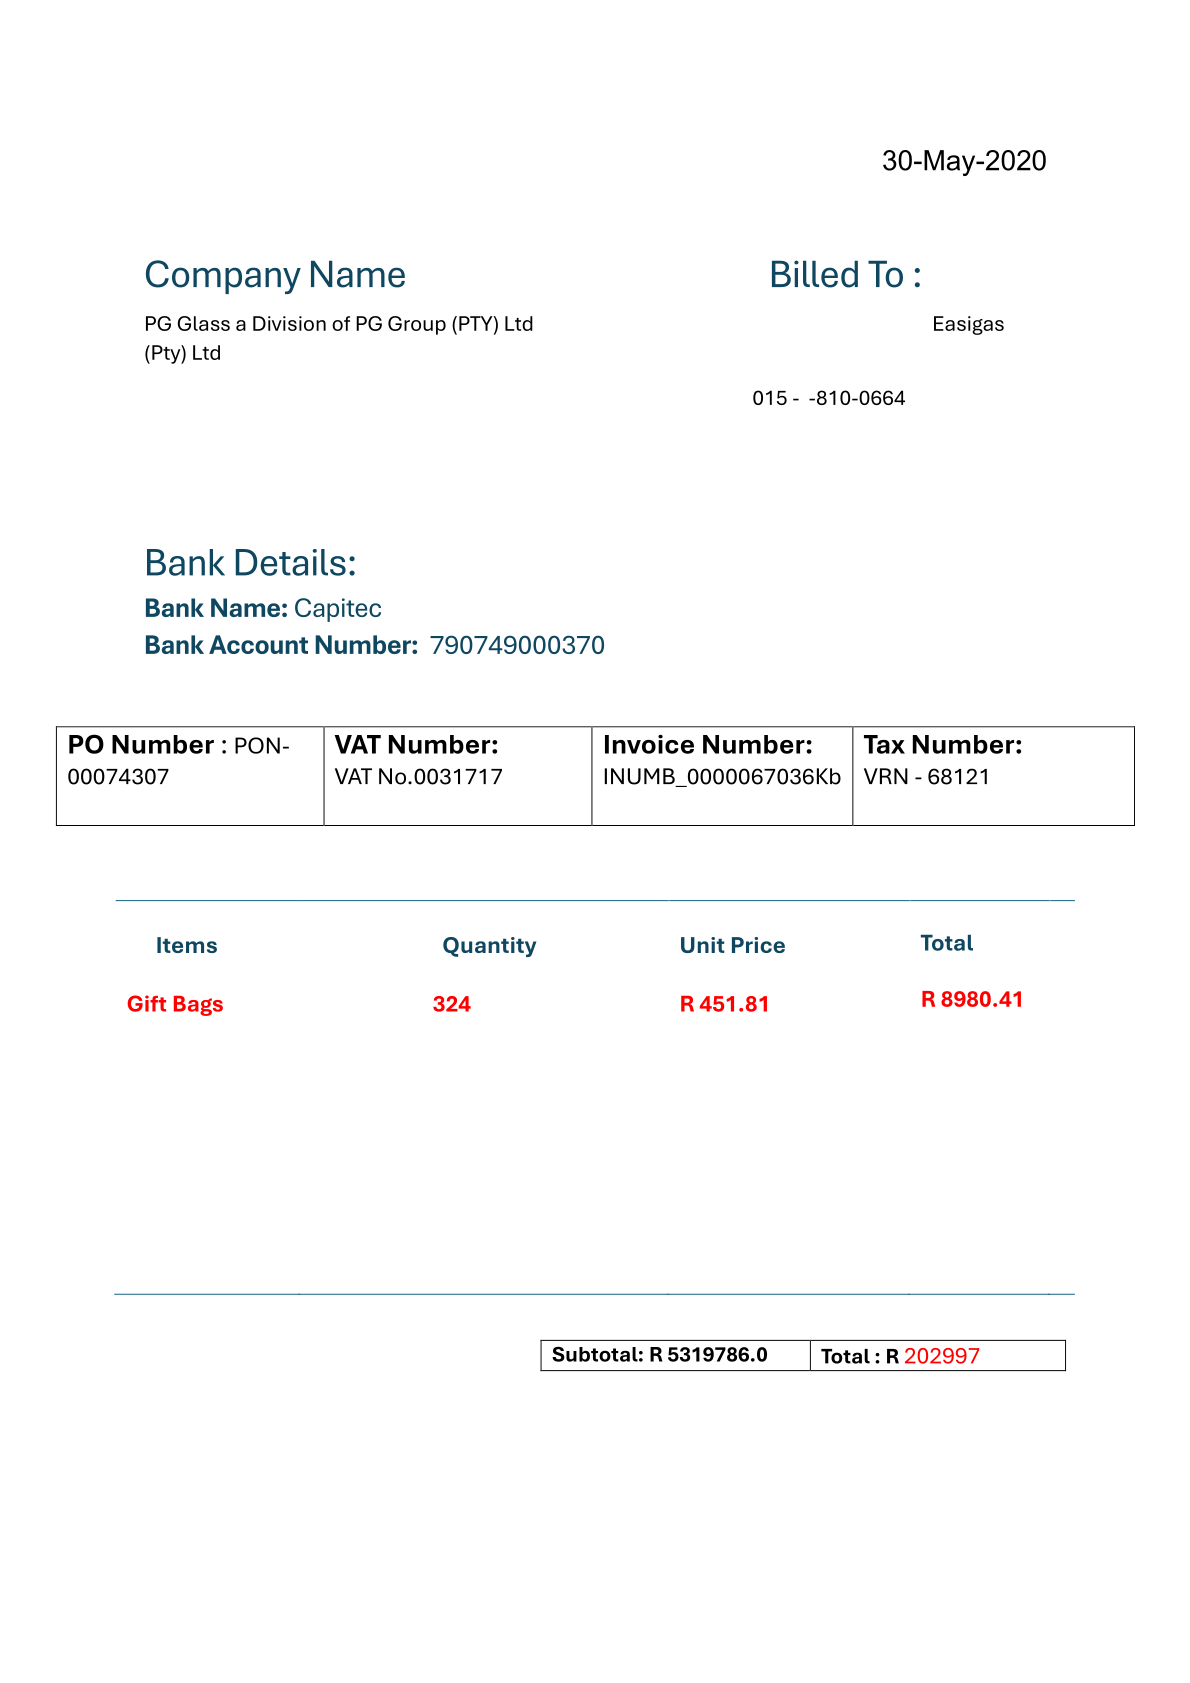 30-May-2020
Company Name
Billed To :
PG Glass a Division of PG Group (PTY) Ltd
(Pty) Ltd
Easigas
015 -  -810-0664
Bank Details:
Bank Name: Capitec
Bank Account Number:  790749000370
PO Number : PON-
00074307
VAT Number:
VAT No.0031717
Invoice Number:
INUMB_0000067036Kb
Tax Number:
VRN - 68121
Items Quantity Unit Price Total
Gift Bags 324 R 451.81 R 8980.41
Subtotal: R 5319786.0 Total : R 202997